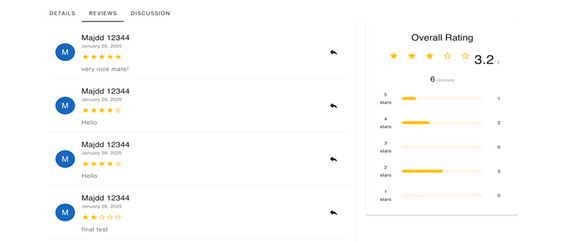 DETAILS REVIEWS DISCUSSION
M
Majdd 12344
January 28, 2025
very nice mate!
M
Majdd 12344
January 28, 2025
Hello
M
Majdd 12344
January 28, 2025
Hello
M
Majdd 12344
January 28, 2025
final test
Overall Rating
3.2
6 reviews
5 stars 1
4 stars 2
3 stars 0
2 stars 3
1 stars 0